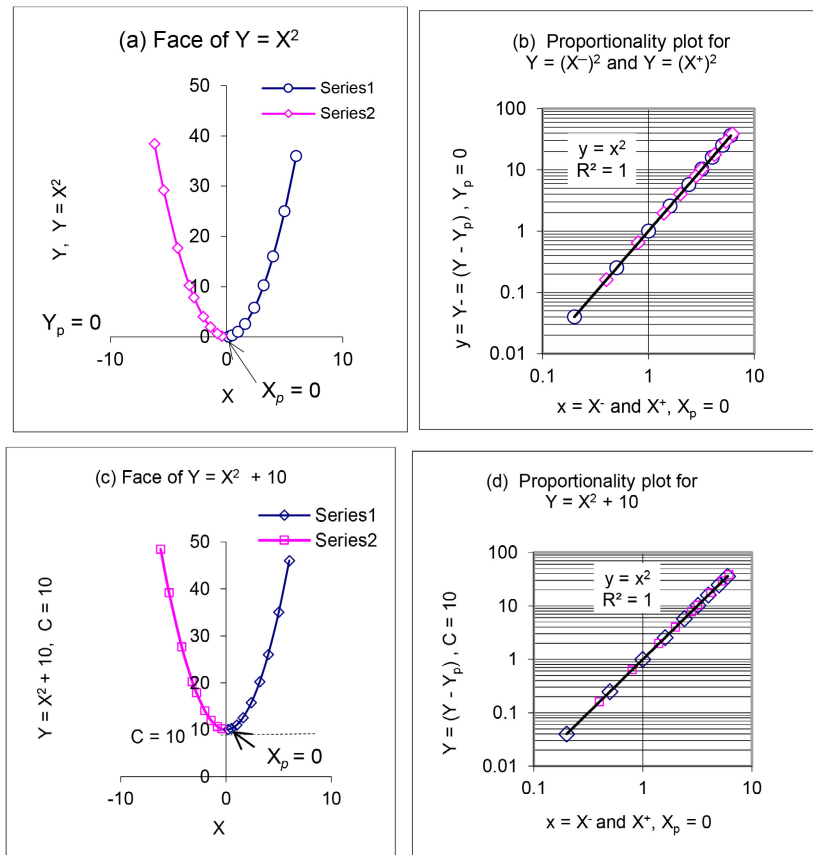 (a) Face of Y = X²
Series1
Series2
50
40
30
20
10
0
-10
0
10
Y, Y = X²
Yₚ = 0
Xₚ = 0
X
(b) Proportionality plot for
Y = (X⁻)² and Y = (X⁺)²
100
10
1
0.1
0.01
0.1
1
10
y = x²
R² = 1
y = Y- = (Y - Yₚ) , Yₚ = 0
x = X⁻ and X⁺, Xₚ = 0
(c) Face of Y = X² + 10
Series1
Series2
50
40
30
20
10
0
-10
0
10
Y = X² + 10, C = 10
C = 10
Xₚ = 0
X
(d) Proportionality plot for
Y = X² + 10
100
10
1
0.1
0.01
0.1
1
10
y = x²
R² = 1
Y = (Y - Yₚ) , C = 10
x = X⁻ and X⁺, Xₚ = 0